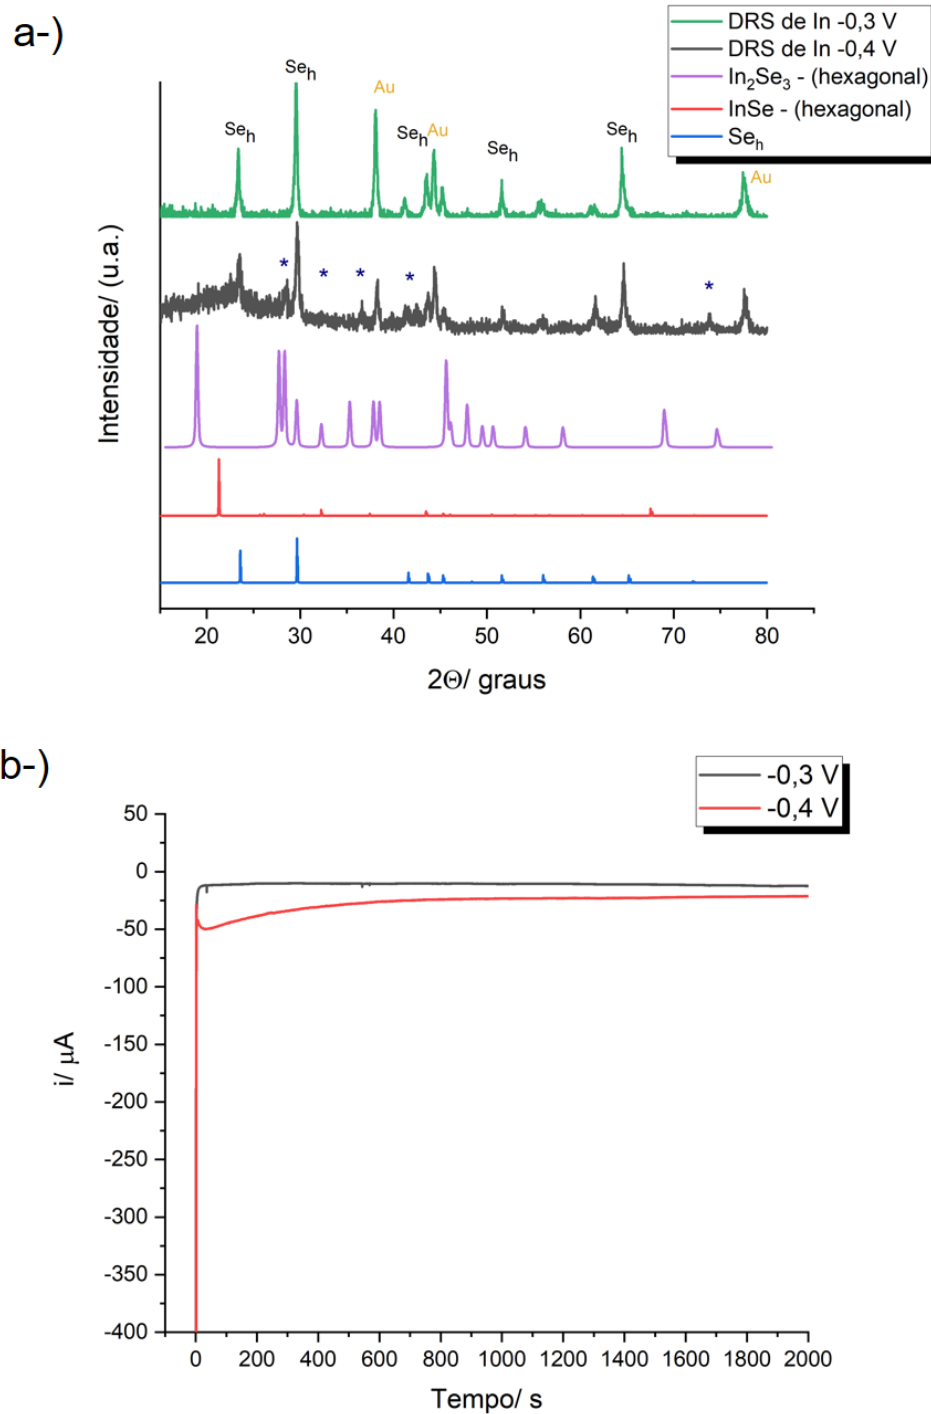 a-)
DRS de In -0,3 V
DRS de In -0,4 V
In₂Se₃ - (hexagonal)
InSe - (hexagonal)
Seₕ
Seₕ
Seₕ
Au
Seₕ
Au
Seₕ
Seₕ
Au
* * * * *
Intensidade/ (u.a.)
20 30 40 50 60 70 80
2Θ/ graus
b-)
-0,3 V
-0,4 V
50
0
-50
-100
-150
-200
-250
-300
-350
-400
i/ μA
0 200 400 600 800 1000 1200 1400 1600 1800 2000
Tempo/ s